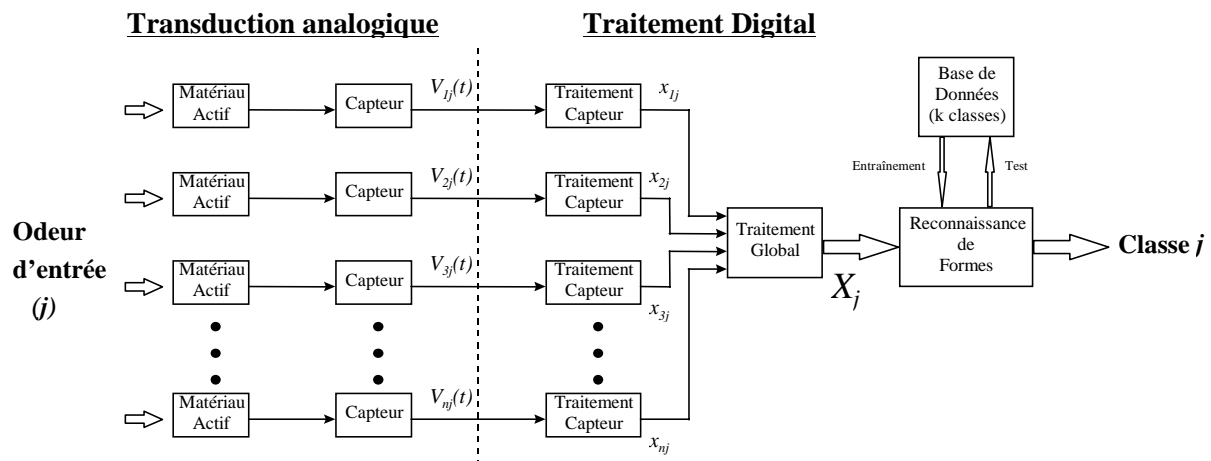 Transduction analogique
Traitement Digital
Matériau
Actif
Capteur
V1j(t)
Traitement
Capteur
x1j
Matériau
Actif
Capteur
V2j(t)
Traitement
Capteur
x2j
Matériau
Actif
Capteur
V3j(t)
Traitement
Capteur
x3j
Matériau
Actif
Capteur
Vnj(t)
Traitement
Capteur
xnj
Odeur
d'entrée
(j)
Traitement
Global
Xj
Base de
Données
(k classes)
Entraînement
Test
Reconnaissance
de
Formes
Classe j